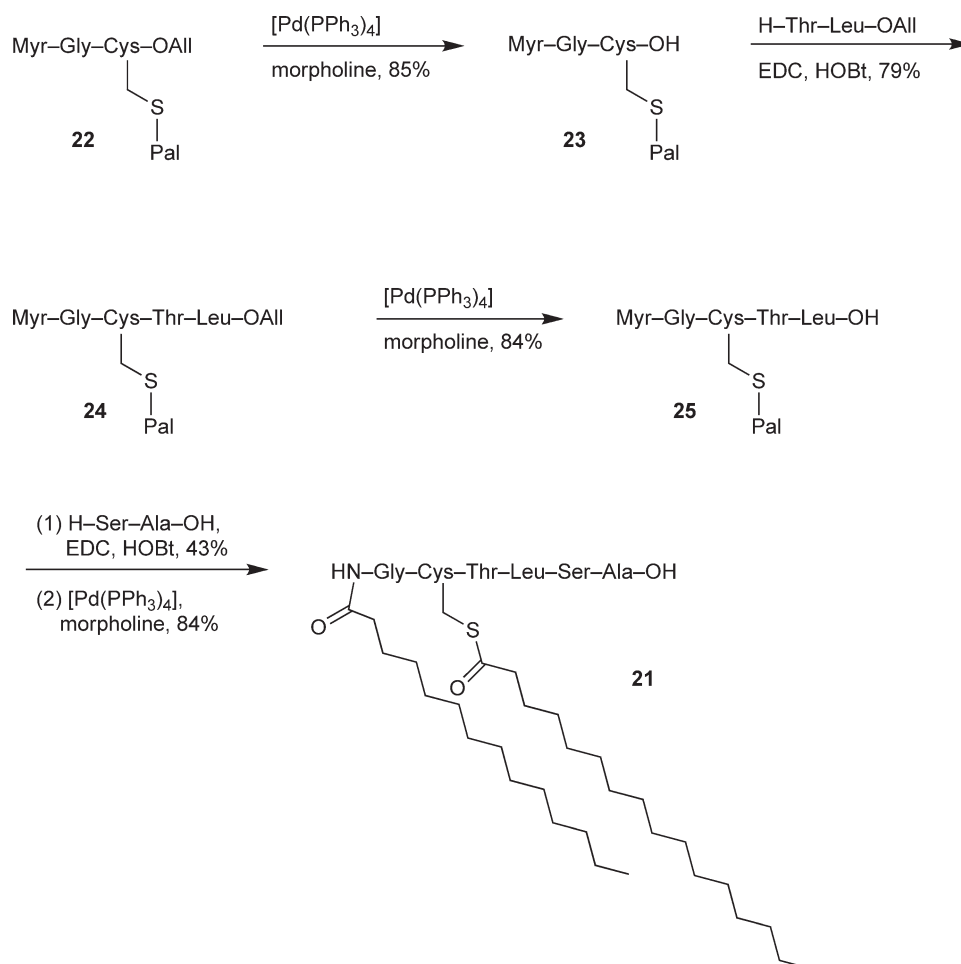 Myr–Gly–Cys–OAll
S
Pal
22
[Pd(PPh₃)₄]
morpholine, 85%
Myr–Gly–Cys–OH
S
Pal
23
H–Thr–Leu–OAll
EDC, HOBt, 79%
Myr–Gly–Cys–Thr–Leu–OAll
S
Pal
24
[Pd(PPh₃)₄]
morpholine, 84%
Myr–Gly–Cys–Thr–Leu–OH
S
Pal
25
(1) H–Ser–Ala–OH,
EDC, HOBt, 43%
(2) [Pd(PPh₃)₄],
morpholine, 84%
HN–Gly–Cys–Thr–Leu–Ser–Ala–OH
O
S
O
21